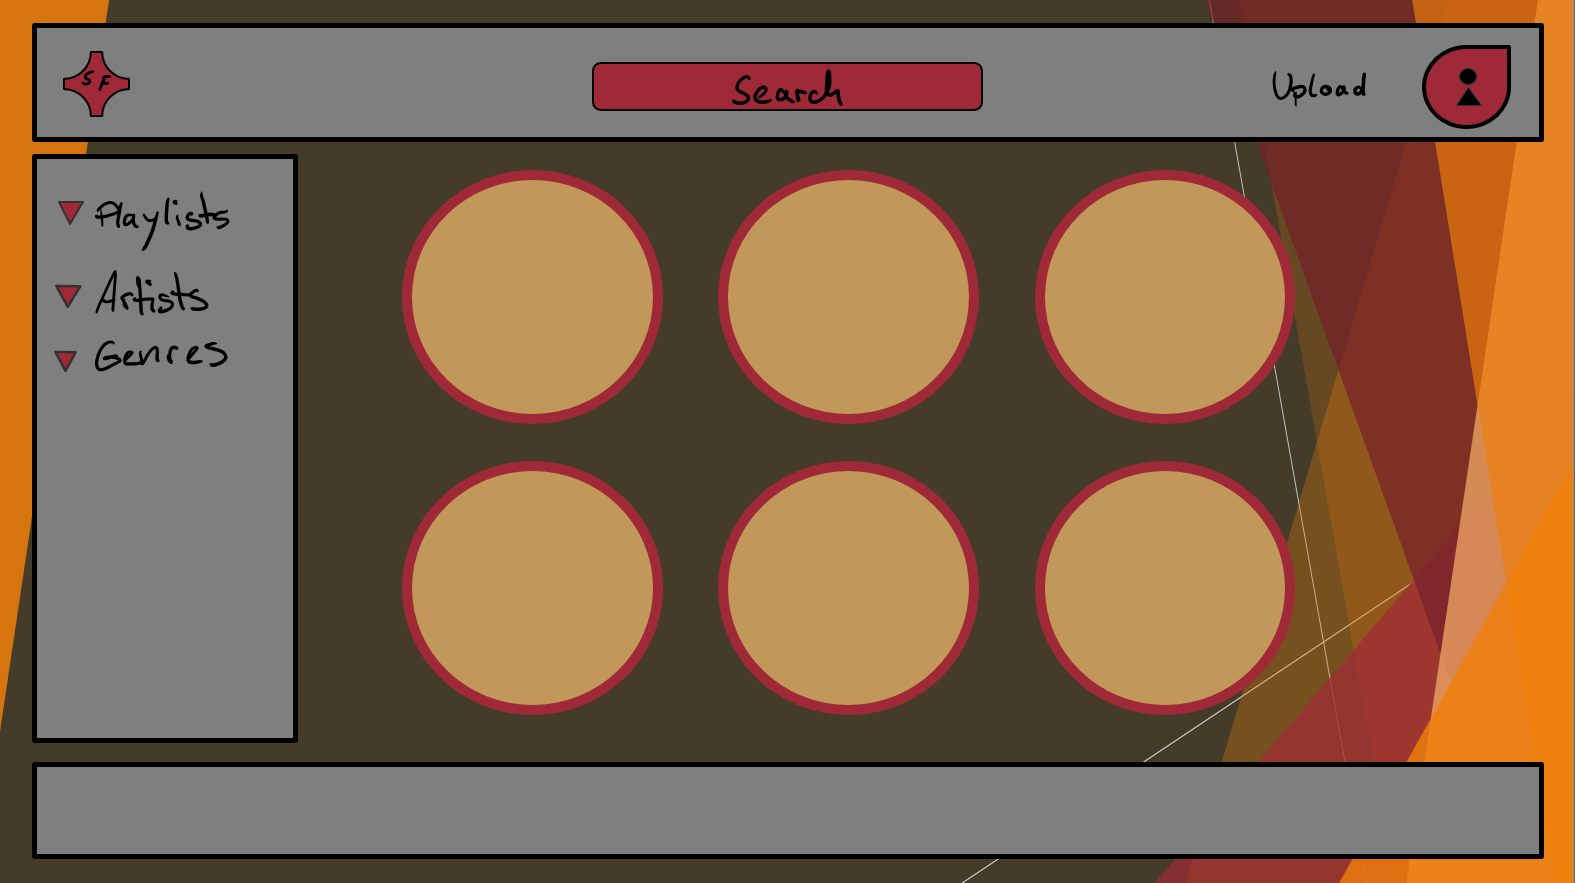 SF
Search
Upload
Playlists
Artists
Genres